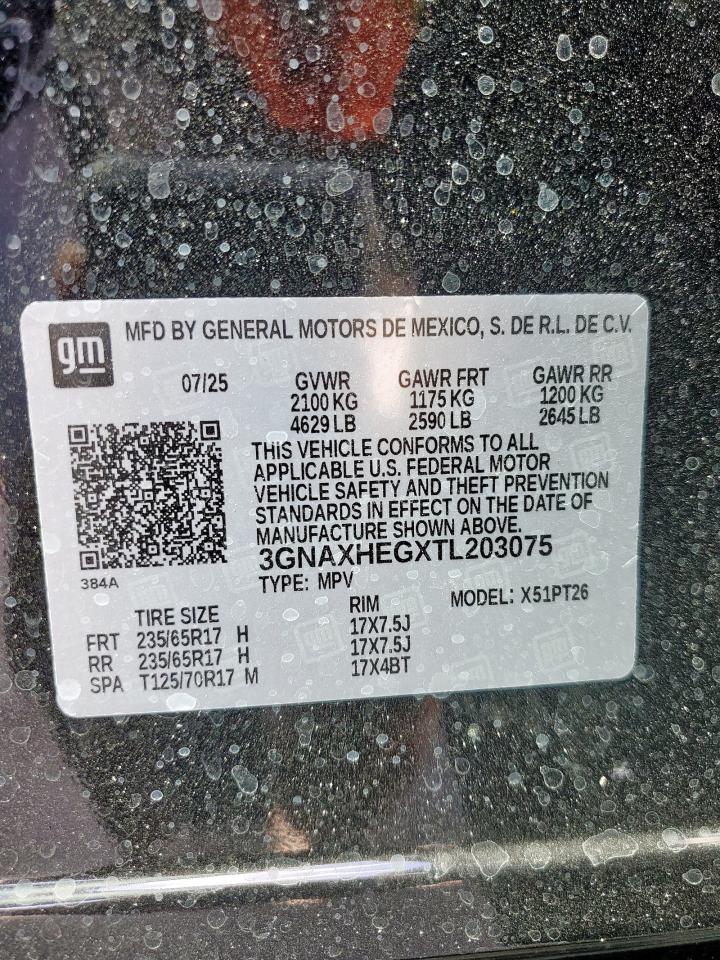 gm
MFD BY GENERAL MOTORS DE MEXICO, S. DE R.L. DE C.V.
07/25 GVWR GAWR FRT GAWR RR
2100 KG 1175 KG 1200 KG
4629 LB 2590 LB 2645 LB
THIS VEHICLE CONFORMS TO ALL
APPLICABLE U.S. FEDERAL MOTOR
VEHICLE SAFETY AND THEFT PREVENTION
STANDARDS IN EFFECT ON THE DATE OF
MANUFACTURE SHOWN ABOVE.
3GNAXHEGXTL203075
384A
TYPE: MPV MODEL: X51PT26
TIRE SIZE RIM
FRT 235/65R17 H 17X7.5J
RR 235/65R17 H 17X7.5J
SPA T125/70R17 M 17X4BT